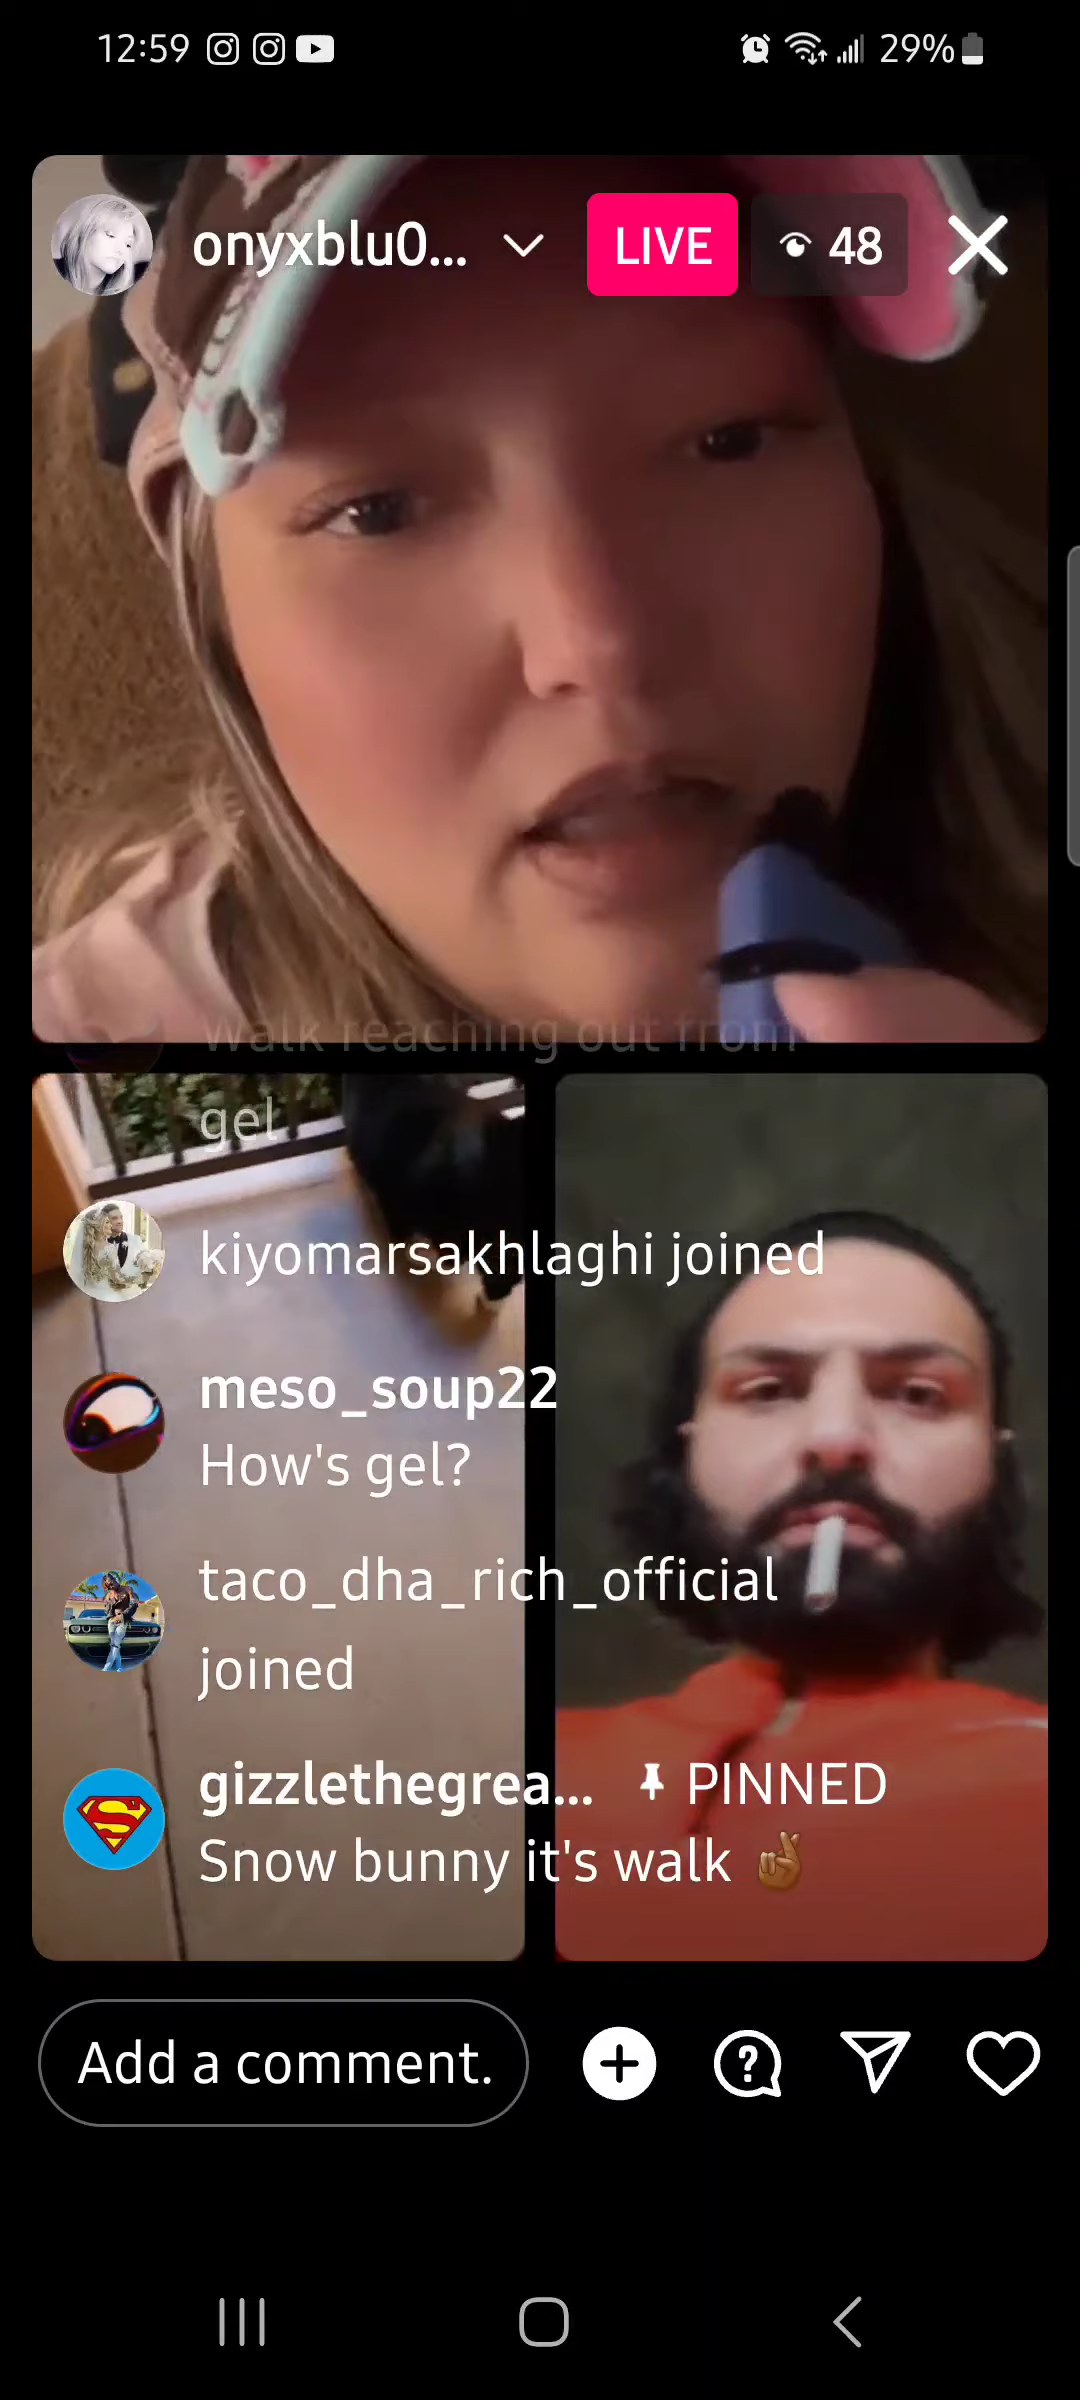 12:59
29%
onyxblu0...
LIVE
48
Walk reaching out from
gel
kiyomarsakhlaghi joined
meso_soup22
How's gel?
taco_dha_rich_official
joined
gizzlethegrea... PINNED
Snow bunny it's walk 🤞🏾
Add a comment.